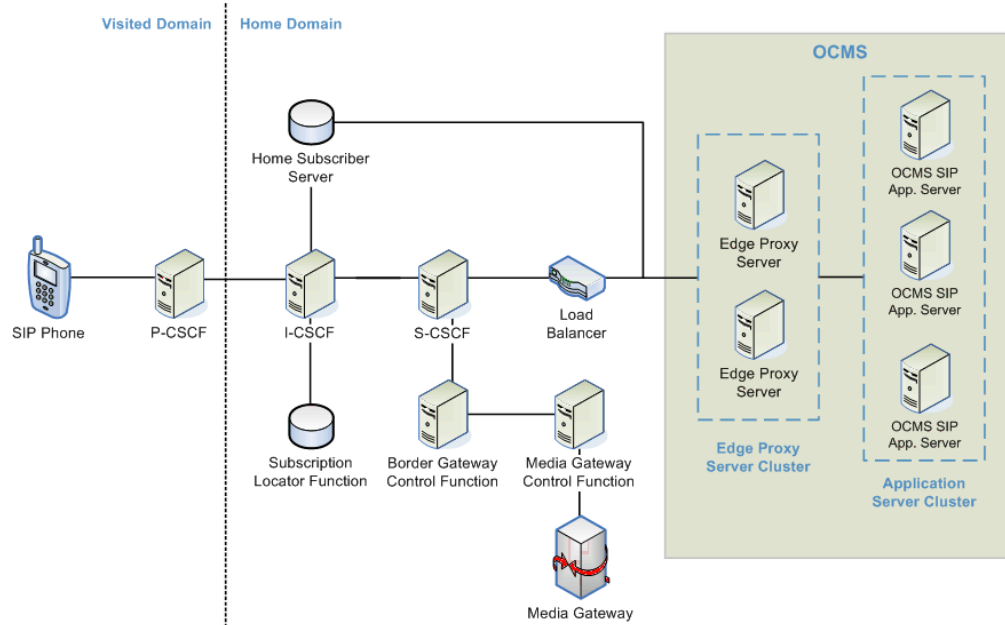 Visited Domain
Home Domain
OCMS
Home Subscriber
Server
OCMS SIP
App. Server
Edge Proxy
Server
SIP Phone
P-CSCF
I-CSCF
S-CSCF
Load
Balancer
OCMS SIP
App. Server
Edge Proxy
Server
OCMS SIP
App. Server
Subscription
Locator Function
Border Gateway
Control Function
Media Gateway
Control Function
Edge Proxy
Server Cluster
Application
Server Cluster
Media Gateway